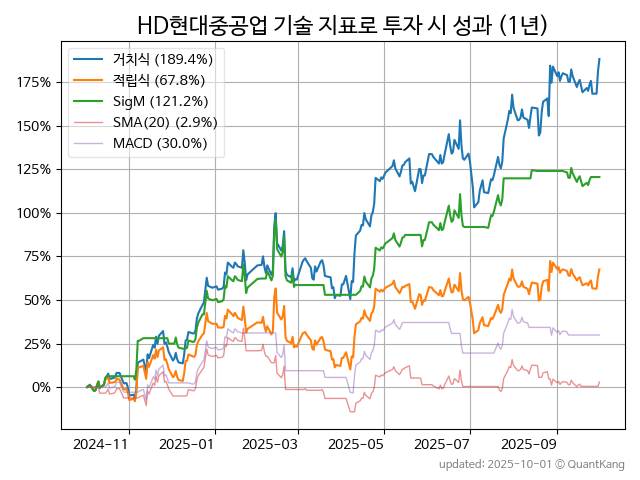 HD현대중공업 기술 지표로 투자 시 성과 (1년)
거치식 (189.4%)
적립식 (67.8%)
SigM (121.2%)
SMA(20) (2.9%)
MACD (30.0%)
175%
150%
125%
100%
75%
50%
25%
0%
2024-11 2025-01 2025-03 2025-05 2025-07 2025-09
updated: 2025-10-01 © QuantKang